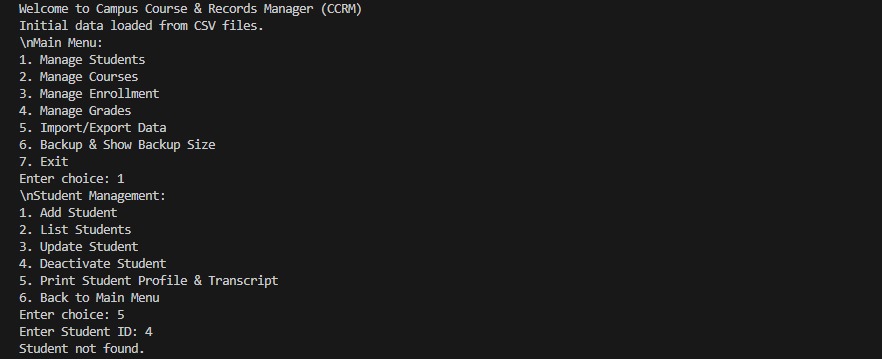 Welcome to Campus Course & Records Manager (CCRM)
Initial data loaded from CSV files.
\nMain Menu:
1. Manage Students
2. Manage Courses
3. Manage Enrollment
4. Manage Grades
5. Import/Export Data
6. Backup & Show Backup Size
7. Exit
Enter choice: 1
\nStudent Management:
1. Add Student
2. List Students
3. Update Student
4. Deactivate Student
5. Print Student Profile & Transcript
6. Back to Main Menu
Enter choice: 5
Enter Student ID: 4
Student not found.